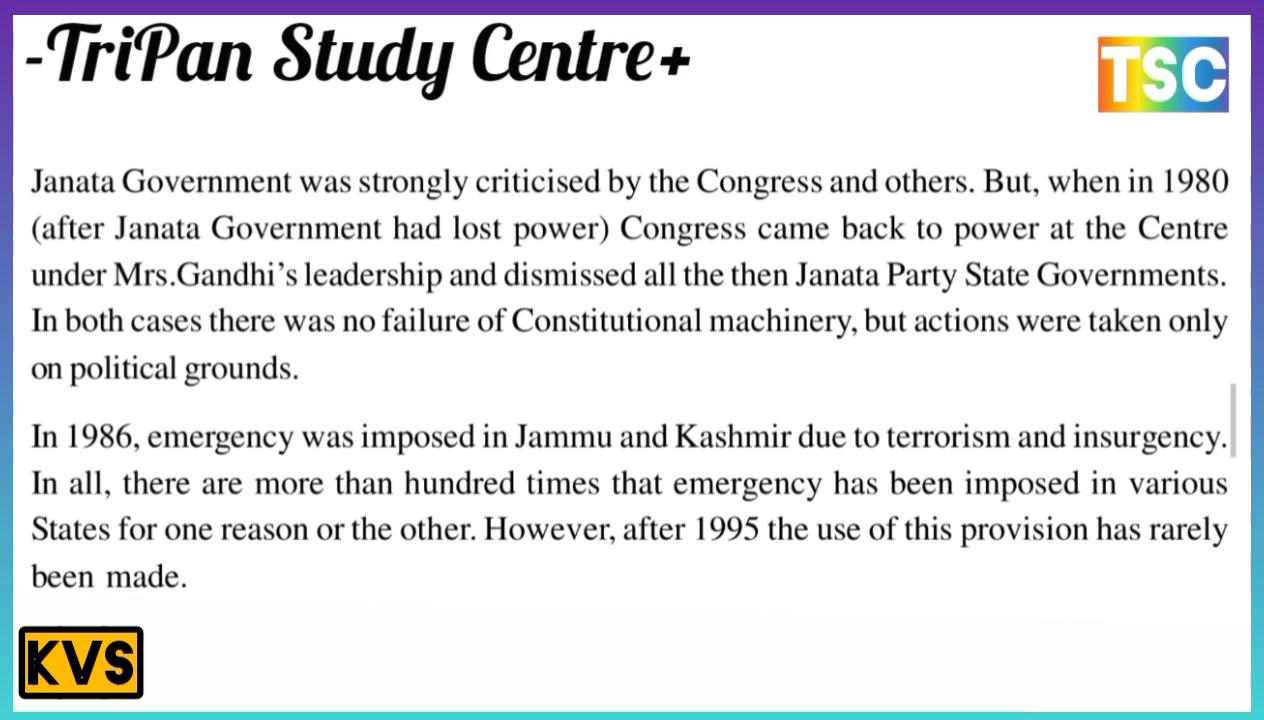 -TriPan Study Centre+
TSC
Janata Government was strongly criticised by the Congress and others. But, when in 1980
(after Janata Government had lost power) Congress came back to power at the Centre
under Mrs.Gandhi’s leadership and dismissed all the then Janata Party State Governments.
In both cases there was no failure of Constitutional machinery, but actions were taken only
on political grounds.
In 1986, emergency was imposed in Jammu and Kashmir due to terrorism and insurgency.
In all, there are more than hundred times that emergency has been imposed in various
States for one reason or the other. However, after 1995 the use of this provision has rarely
been made.
KVS